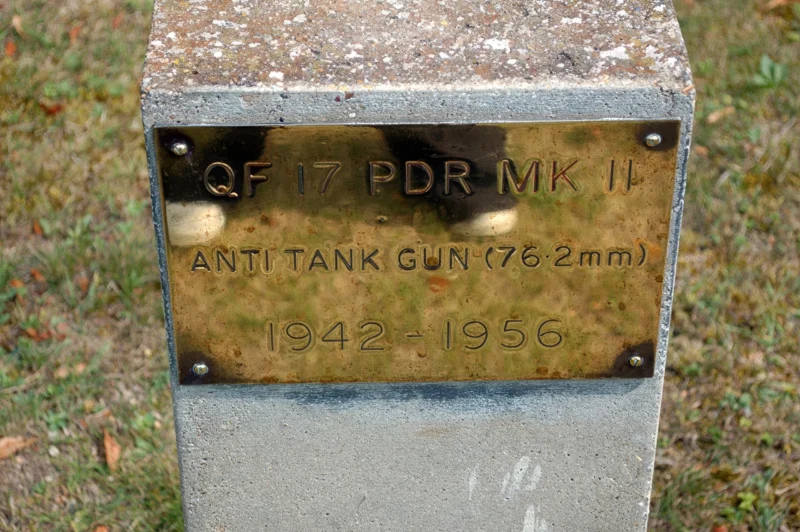 QF 17 PDR MK II
ANTI TANK GUN (76·2mm)
1942 - 1956